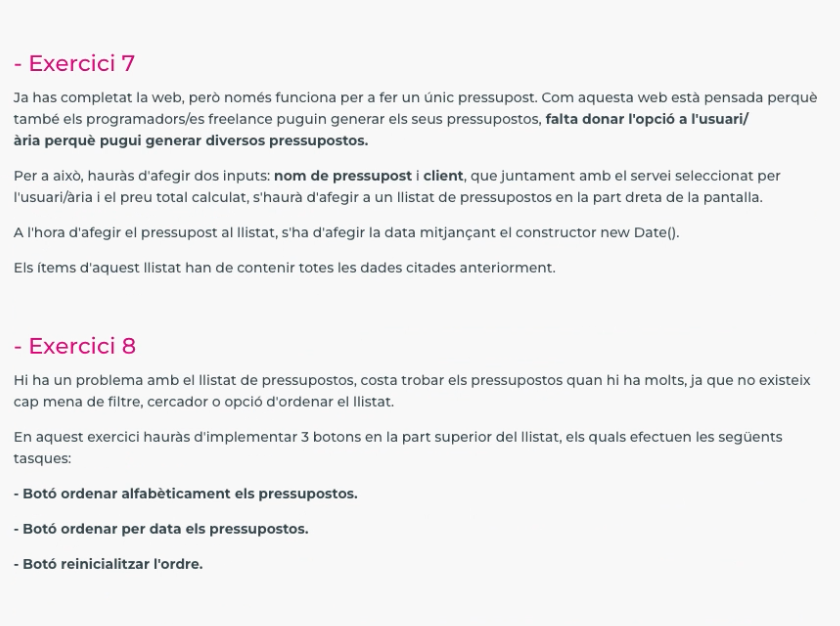 - Exercici 7
Ja has completat la web, però només funciona per a fer un únic pressupost. Com aquesta web està pensada perquè
també els programadors/es freelance puguin generar els seus pressupostos, falta donar l'opció a l'usuari/
ària perquè pugui generar diversos pressupostos.
Per a això, hauràs d'afegir dos inputs: nom de pressupost i client, que juntament amb el servei seleccionat per
l'usuari/ària i el preu total calculat, s'haurà d'afegir a un llistat de pressupostos en la part dreta de la pantalla.
A l'hora d'afegir el pressupost al llistat, s'ha d'afegir la data mitjançant el constructor new Date().
Els ítems d'aquest llistat han de contenir totes les dades citades anteriorment.
- Exercici 8
Hi ha un problema amb el llistat de pressupostos, costa trobar els pressupostos quan hi ha molts, ja que no existeix
cap mena de filtre, cercador o opció d'ordenar el llistat.
En aquest exercici hauràs d'implementar 3 botons en la part superior del llistat, els quals efectuen les següents
tasques:
- Botó ordenar alfabèticament els pressupostos.
- Botó ordenar per data els pressupostos.
- Botó reinicialitzar l'ordre.